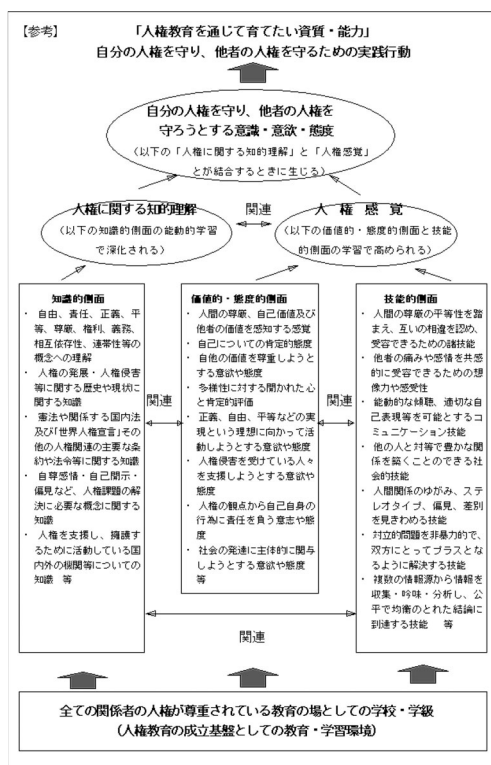 【参考】
「人権教育を通じて育てたい資質・能力」
自分の人権を守り、他者の人権を守るための実践行動
自分の人権を守り、他者の人権を
守ろうとする意識・意欲・態度
（以下の「人権に関する知的理解」と「人権感覚」
とが結合するときに生じる）
人権に関する知的理解
（以下の知識的側面の能動的学習
で深化される）
関連
人権感覚
（以下の価値的・態度的側面と技能
的側面の学習で高められる）
知識的側面
・ 自由、責任、正義、平
等、尊厳、権利、義務、
相互依存性、連帯性等の
概念への理解
・ 人権の発展・人権侵害
等に関する歴史や現状に
関する知識
・ 憲法や関係する国内法
及び「世界人権宣言」その
他の人権関連の主要な条
約や法令等に関する知識
・ 自尊感情・自己開示・
偏見など、人権課題の解
決に必要な概念に関する
知識
・ 人権を支援し、擁護す
るために活動している国
内外の機関等についての
知識 等
関連
価値的・態度的側面
・ 人間の尊厳、自己価値及び
他者の価値を感知する感覚
・ 自己についての肯定的態度
・ 自他の価値を尊重しようと
する意欲や態度
・ 多様性に対する開かれた心
と肯定的評価
・ 正義、自由、平等などの実
現という理想に向かって活
動しようとする意欲や態度
・ 人権侵害を受けている人々
を支援しようとする意欲や
態度
・ 人権の観点から自己自身の
行為に責任を負う意志や態
度
・ 社会の発達に主体的に関与
しようとする意欲や態度
等
関連
技能的側面
・ 人間の尊厳の平等性を踏
まえ、互いの相違を認め、
受容できるための諸技能
・ 他者の痛みや感情を共感
的に受容できるための想
像力や感受性
・ 能動的な傾聴、適切な自
己表現等を可能とするコ
ミュニケーション技能
・ 他の人と対等で豊かな関
係を築くことのできる社
会的技能
・ 人間関係のゆがみ、ステ
レオタイプ、偏見、差別
を見きわめる技能
・ 対立的問題を非暴力的で、
双方にとってプラスとなる
ように解決する技能
・ 複数の情報源から情報を
収集・吟味・分析し、公
平で均衡のとれた結論に
到達する技能 等
関連
全ての関係者の人権が尊重されている教育の場としての学校・学級
（人権教育の成立基盤としての教育・学習環境）